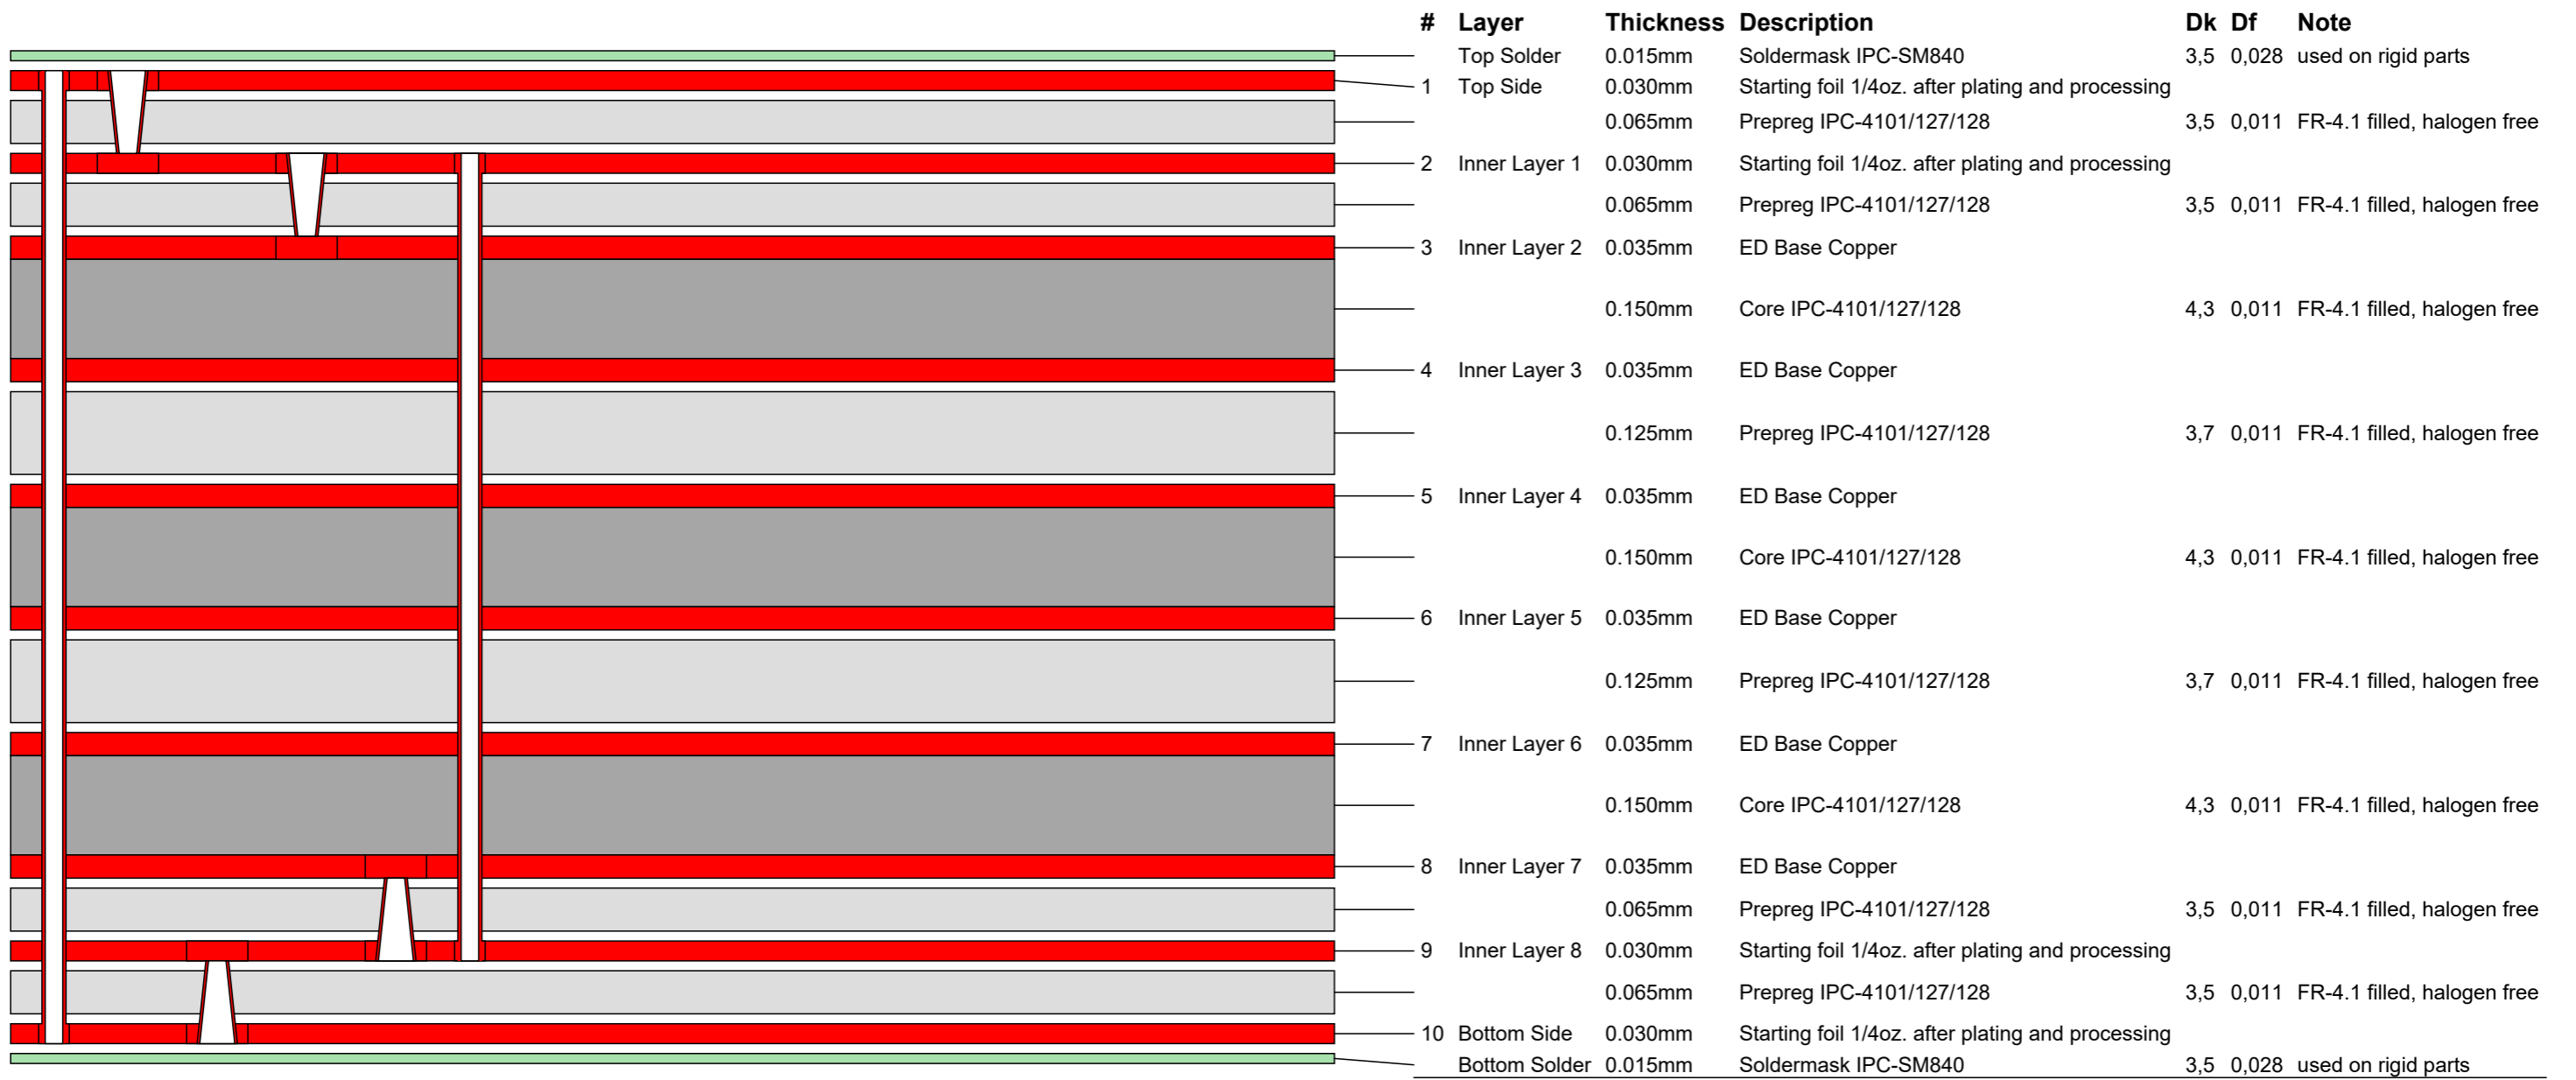 # Layer Thickness Description Dk Df Note
Top Solder 0.015mm Soldermask IPC-SM840 3,5 0,028 used on rigid parts
1 Top Side 0.030mm Starting foil 1/4oz. after plating and processing
0.065mm Prepreg IPC-4101/127/128 3,5 0,011 FR-4.1 filled, halogen free
2 Inner Layer 1 0.030mm Starting foil 1/4oz. after plating and processing
0.065mm Prepreg IPC-4101/127/128 3,5 0,011 FR-4.1 filled, halogen free
3 Inner Layer 2 0.035mm ED Base Copper
0.150mm Core IPC-4101/127/128 4,3 0,011 FR-4.1 filled, halogen free
4 Inner Layer 3 0.035mm ED Base Copper
0.125mm Prepreg IPC-4101/127/128 3,7 0,011 FR-4.1 filled, halogen free
5 Inner Layer 4 0.035mm ED Base Copper
0.150mm Core IPC-4101/127/128 4,3 0,011 FR-4.1 filled, halogen free
6 Inner Layer 5 0.035mm ED Base Copper
0.125mm Prepreg IPC-4101/127/128 3,7 0,011 FR-4.1 filled, halogen free
7 Inner Layer 6 0.035mm ED Base Copper
0.150mm Core IPC-4101/127/128 4,3 0,011 FR-4.1 filled, halogen free
8 Inner Layer 7 0.035mm ED Base Copper
0.065mm Prepreg IPC-4101/127/128 3,5 0,011 FR-4.1 filled, halogen free
9 Inner Layer 8 0.030mm Starting foil 1/4oz. after plating and processing
0.065mm Prepreg IPC-4101/127/128 3,5 0,011 FR-4.1 filled, halogen free
10 Bottom Side 0.030mm Starting foil 1/4oz. after plating and processing
Bottom Solder 0.015mm Soldermask IPC-SM840 3,5 0,028 used on rigid parts